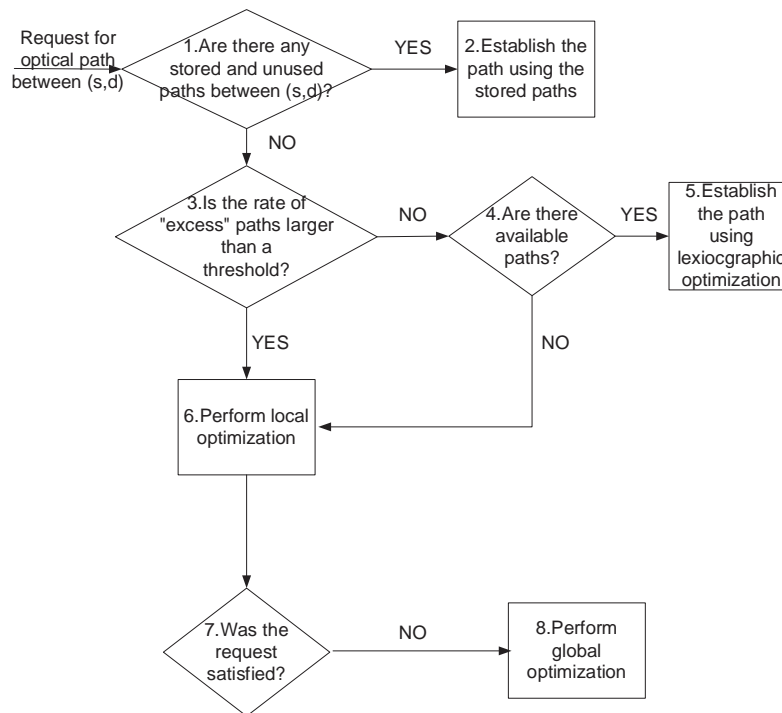 Request for
optical path
between (s,d)
1.Are there any
stored and unused
paths between (s,d)?
YES
2.Establish the
path using the
stored paths
NO
3.Is the rate of
"excess" paths larger
than a
threshold?
NO
4.Are there
available
paths?
YES
5.Establish
the path
using
lexiocgraphic
optimization
YES
NO
6.Perform local
optimization
7.Was the
request
satisfied?
NO
8.Perform
global
optimization